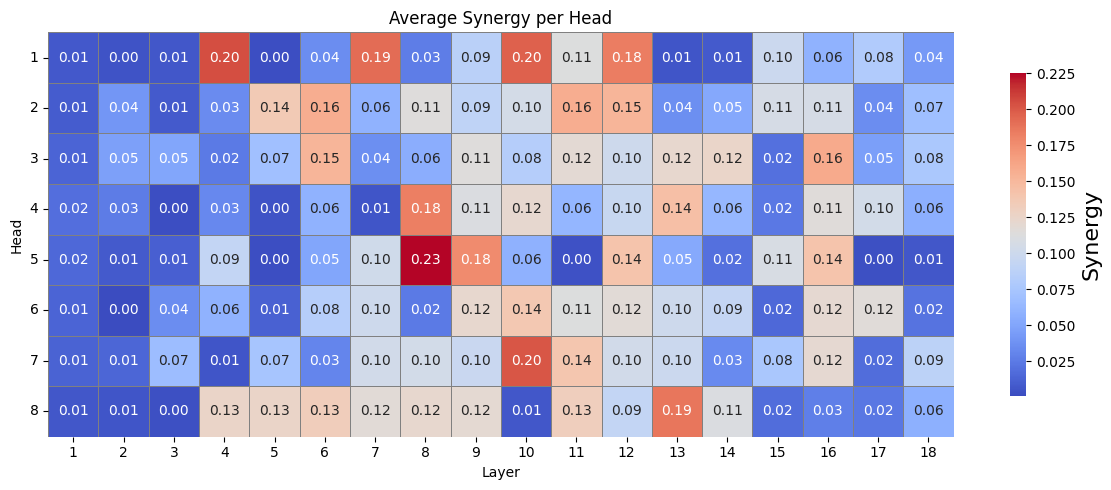 Average Synergy per Head
1 0.01 0.00 0.01 0.20 0.00 0.04 0.19 0.03 0.09 0.20 0.11 0.18 0.01 0.01 0.10 0.06 0.08 0.04
2 0.01 0.04 0.01 0.03 0.14 0.16 0.06 0.11 0.09 0.10 0.16 0.15 0.04 0.05 0.11 0.11 0.04 0.07
3 0.01 0.05 0.05 0.02 0.07 0.15 0.04 0.06 0.11 0.08 0.12 0.10 0.12 0.12 0.02 0.16 0.05 0.08
4 0.02 0.03 0.00 0.03 0.00 0.06 0.01 0.18 0.11 0.12 0.06 0.10 0.14 0.06 0.02 0.11 0.10 0.06
5 0.02 0.01 0.01 0.09 0.00 0.05 0.10 0.23 0.18 0.06 0.00 0.14 0.05 0.02 0.11 0.14 0.00 0.01
6 0.01 0.00 0.04 0.06 0.01 0.08 0.10 0.02 0.12 0.14 0.11 0.12 0.10 0.09 0.02 0.12 0.12 0.02
7 0.01 0.01 0.07 0.01 0.07 0.03 0.10 0.10 0.10 0.20 0.14 0.10 0.10 0.03 0.08 0.12 0.02 0.09
8 0.01 0.01 0.00 0.13 0.13 0.13 0.12 0.12 0.12 0.01 0.13 0.09 0.19 0.11 0.02 0.03 0.02 0.06
1 2 3 4 5 6 7 8 9 10 11 12 13 14 15 16 17 18
Layer
Head
0.225
0.200
0.175
0.150
0.125
0.100
0.075
0.050
0.025
Synergy